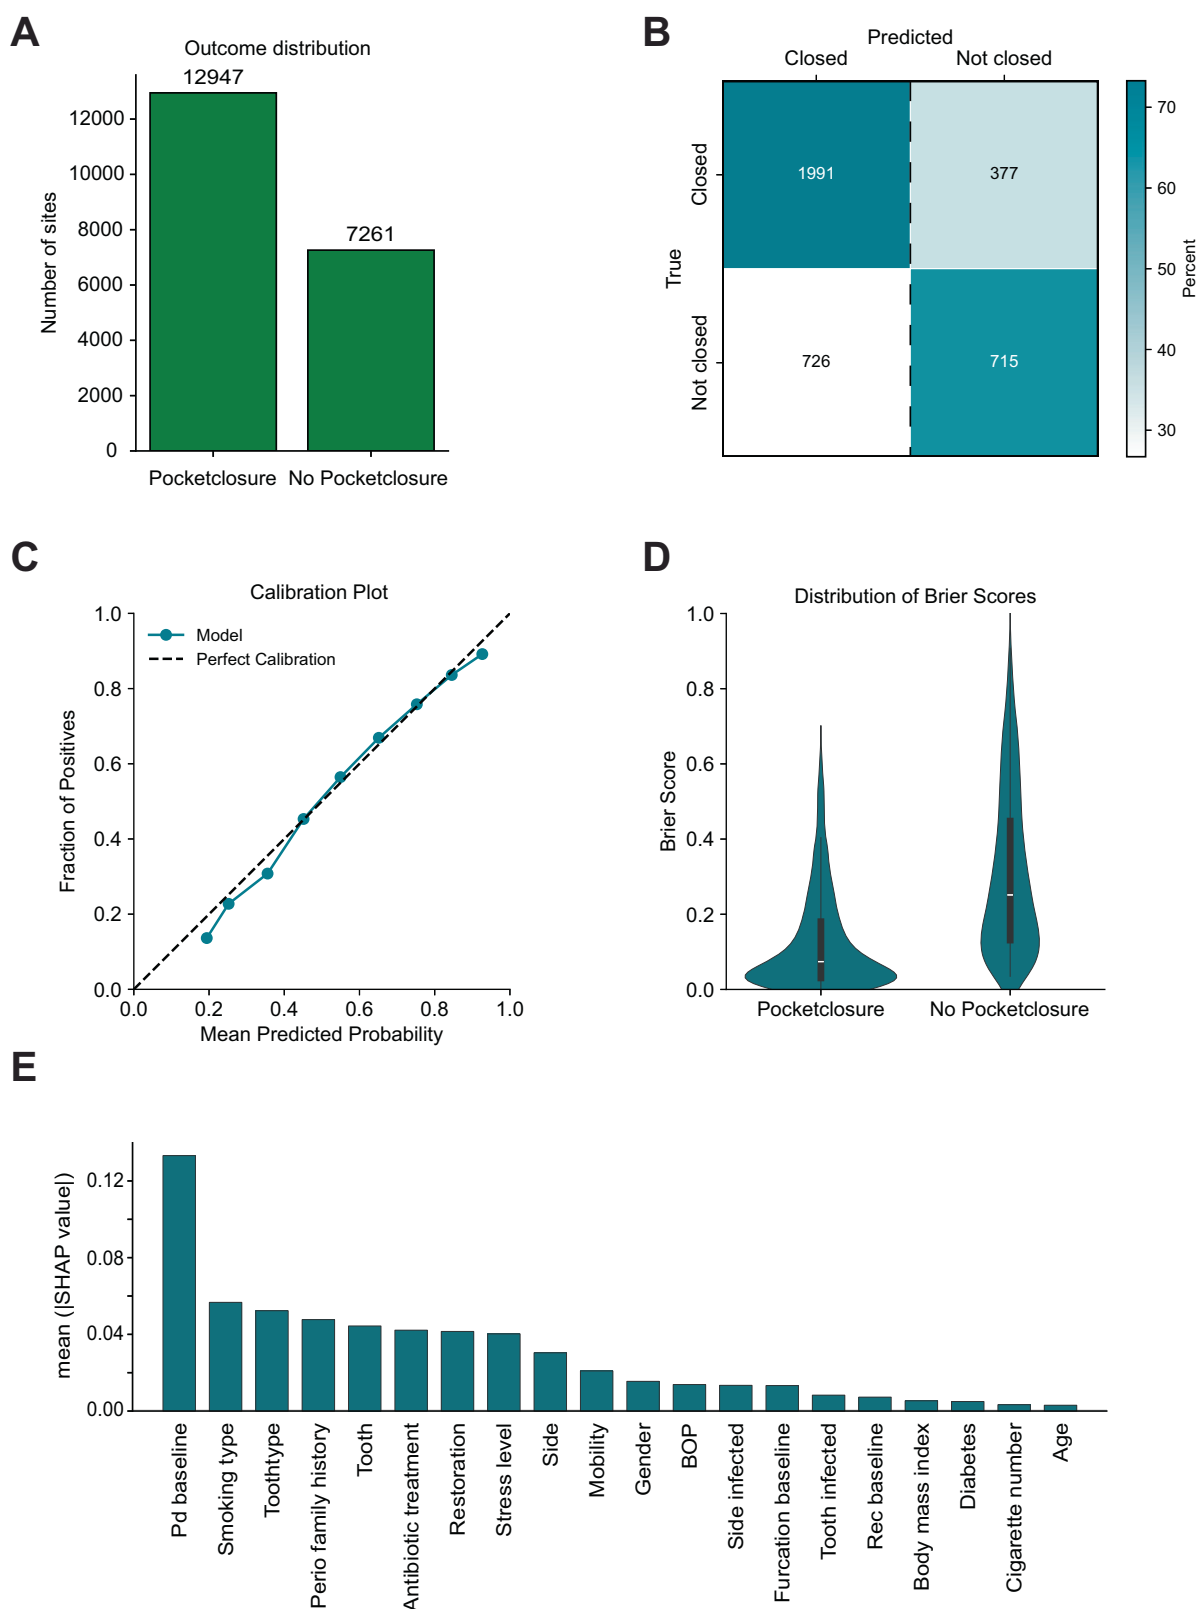 A
Outcome distribution
12947
7261
12000
10000
8000
6000
4000
2000
0
Number of sites
Pocketclosure
No Pocketclosure
B
Predicted
Closed
Not closed
True
Closed
Not closed
1991
377
726
715
70
60
50
40
30
Percent
C
Calibration Plot
Model
Perfect Calibration
1.0
0.8
0.6
0.4
0.2
0.0
Fraction of Positives
0.0
0.2
0.4
0.6
0.8
1.0
Mean Predicted Probability
D
Distribution of Brier Scores
1.0
0.8
0.6
0.4
0.2
0.0
Brier Score
Pocketclosure
No Pocketclosure
E
0.12
0.08
0.04
0.00
mean (|SHAP value|)
Pd baseline
Smoking type
Toothtype
Perio family history
Tooth
Antibiotic treatment
Restoration
Stress level
Side
Mobility
Gender
BOP
Side infected
Furcation baseline
Tooth infected
Rec baseline
Body mass index
Diabetes
Cigarette number
Age